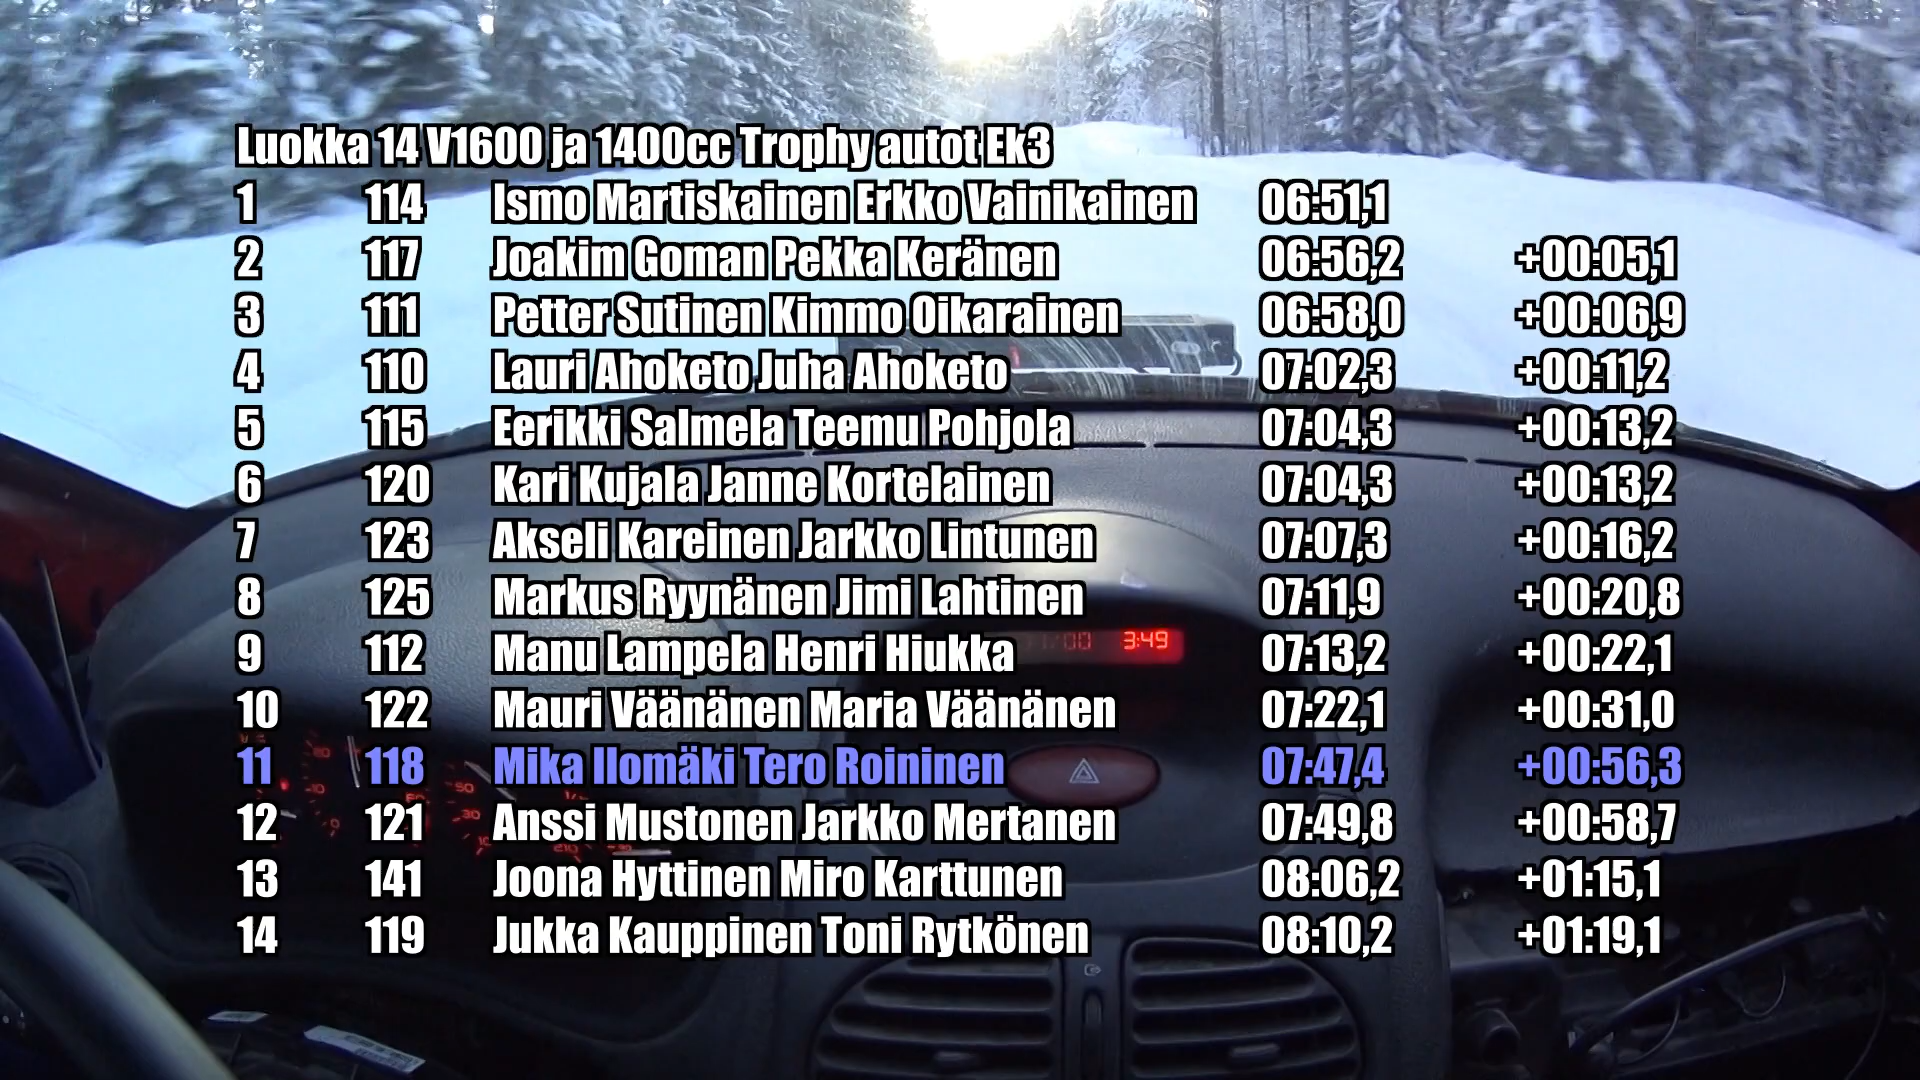 Luokka 14 V1600 ja 1400cc Trophy autot Ek3
1 114 Ismo Martiskainen Erkko Vainikainen 06:51,1
2 117 Joakim Goman Pekka Keränen 06:56,2 +00:05,1
3 111 Petter Sutinen Kimmo Oikarainen 06:58,0 +00:06,9
4 110 Lauri Ahoketo Juha Ahoketo 07:02,3 +00:11,2
5 115 Eerikki Salmela Teemu Pohjola 07:04,3 +00:13,2
6 120 Kari Kujala Janne Kortelainen 07:04,3 +00:13,2
7 123 Akseli Kareinen Jarkko Lintunen 07:07,3 +00:16,2
8 125 Markus Ryynänen Jimi Lahtinen 07:11,9 +00:20,8
3:49
9 112 Manu Lampela Henri Hiukka 07:13,2 +00:22,1
10 122 Mauri Väänänen Maria Väänänen 07:22,1 +00:31,0
11 118 Mika Ilomäki Tero Roininen 07:47,4 +00:56,3
12 121 Anssi Mustonen Jarkko Mertanen 07:49,8 +00:58,7
13 141 Joona Hyttinen Miro Karttunen 08:06,2 +01:15,1
14 119 Jukka Kauppinen Toni Rytkönen 08:10,2 +01:19,1